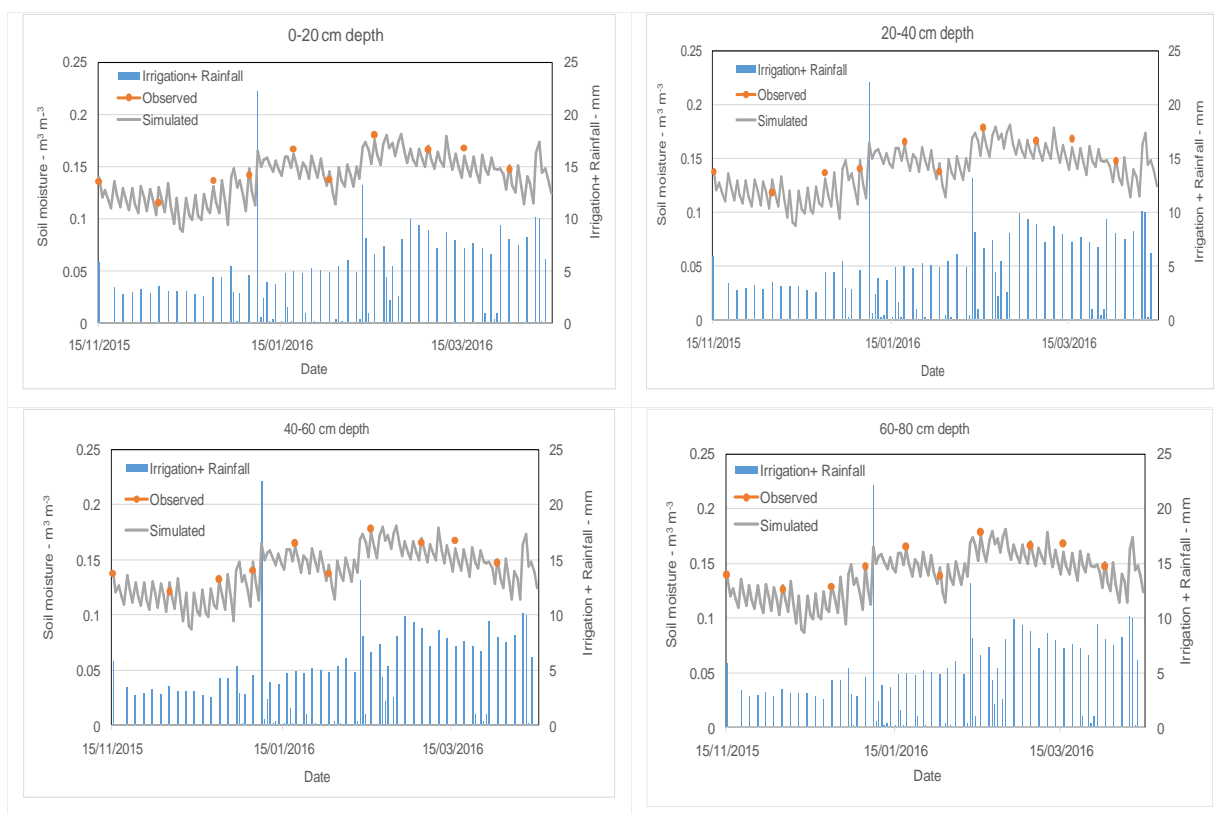 0-20 cm depth
0.25
0.2
0.15
0.1
0.05
0
25
20
15
10
5
0
Irrigation+ Rainfall
Observed
Simulated
Soil moisture - m³ m-³
Irrigation+ Rainfall - mm
15/11/2015 15/01/2016 15/03/2016
Date
20-40 cm depth
0.25
0.2
0.15
0.1
0.05
0
25
20
15
10
5
0
Irrigation+ Rainfall
Observed
Simulated
Soil moisture - m³ m-³
Irrigation + Rainfall - mm
15/11/2015 15/01/2016 15/03/2016
Date
40-60 cm depth
0.25
0.2
0.15
0.1
0.05
0
25
20
15
10
5
0
Irrigation+ Rainfall
Observed
Simulated
Soil moisture - m³ m-³
Irrigation + Rainfall - mm
15/11/2015 15/01/2016 15/03/2016
Date
60-80 cm depth
0.25
0.2
0.15
0.1
0.05
0
25
20
15
10
5
0
Irrigation+ Rainfall
Observed
Simulated
Soil moisture - m³ m-³
Irrigation + Rainfall - mm
15/11/2015 15/01/2016 15/03/2016
Date